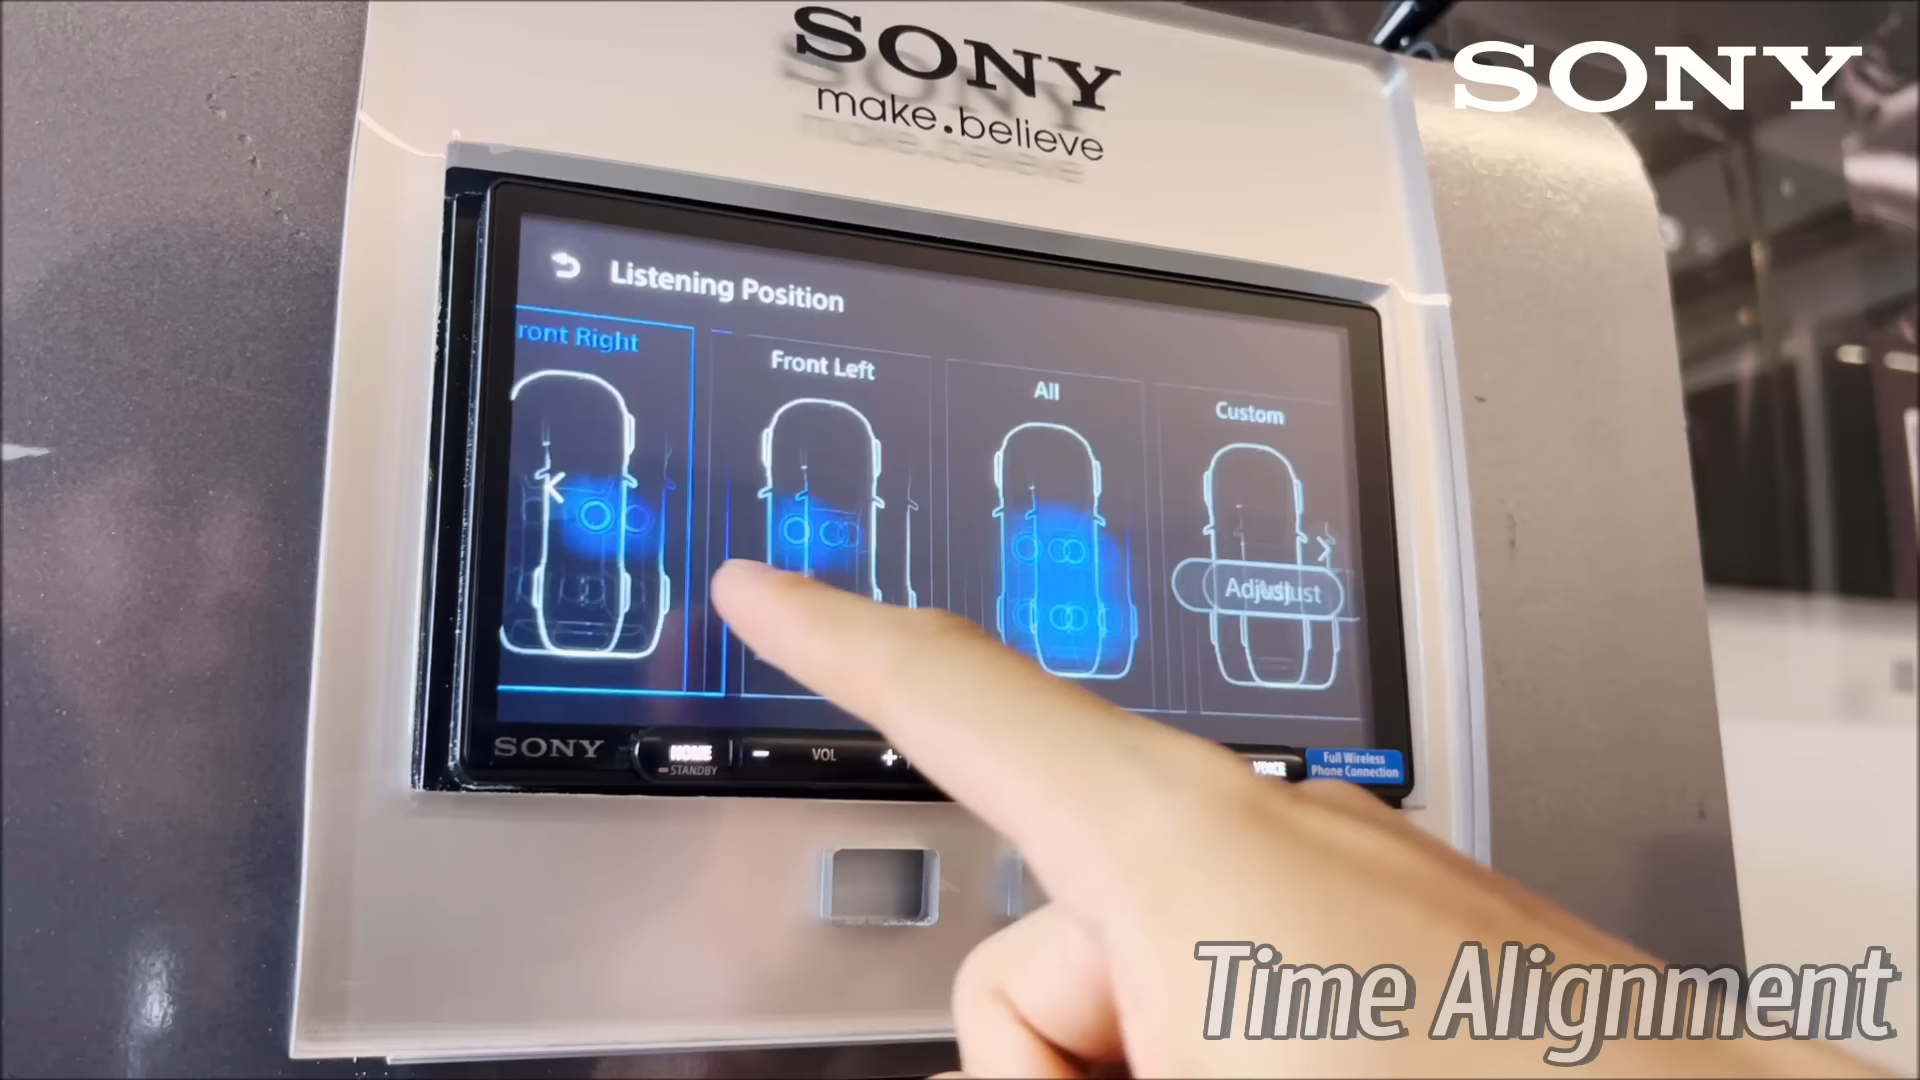 SONY
make.believe
SONY
Listening Position
ront Right
Front Left
All
Custom
Adjust
SONY
HOME
STANDBY
- VOL +
VOICE
Full Wireless
Phone Connection
Time Alignment